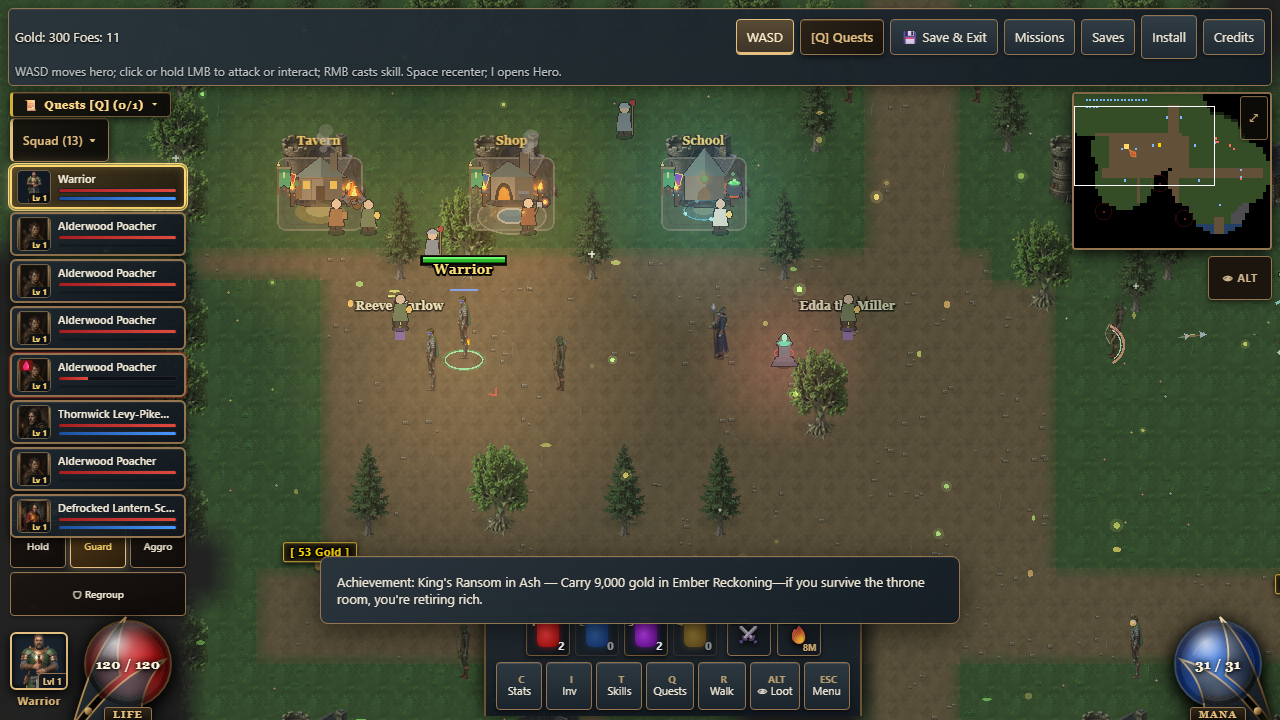 Gold: 300 Foes: 11
WASD
[Q] Quests
Save & Exit
Missions
Saves
Install
Credits
WASD moves hero; click or hold LMB to attack or interact; RMB casts skill. Space recenter; I opens Hero.
Quests [Q] (0/1)
Squad (13)
Warrior
Lv 1
Alderwood Poacher
Lv 1
Alderwood Poacher
Lv 1
Alderwood Poacher
Lv 1
Alderwood Poacher
Lv 1
Thornwick Levy-Pike...
Lv 1
Alderwood Poacher
Lv 1
Defrocked Lantern-Sc...
Lv 1
Hold
Guard
Aggro
Regroup
Tavern
Shop
School
Warrior
Reeve
Edda
Miller
ALT
[ 53 Gold ]
Achievement: King's Ransom in Ash — Carry 9,000 gold in Ember Reckoning—if you survive the throne
room, you're retiring rich.
2
0
2
0
8M
C
Stats
I
Inv
T
Skills
Q
Quests
R
Walk
ALT
Loot
ESC
Menu
Lvl 1
Warrior
120 / 120
LIFE
31 / 31
MANA